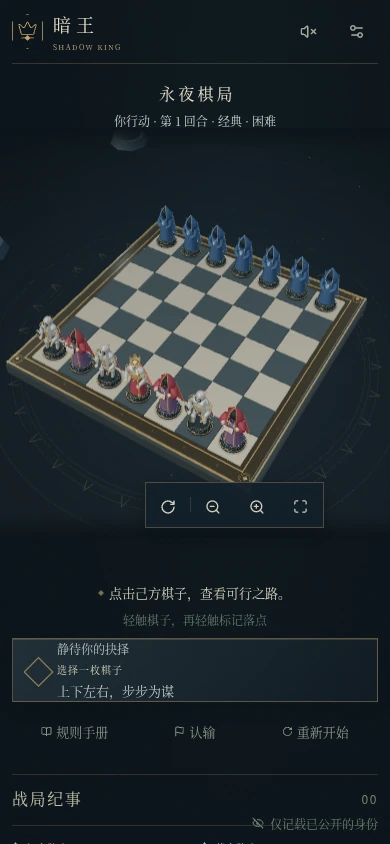 暗王
SHADOW KING
永夜棋局
你行动 · 第 1 回合 · 经典 · 困难
点击己方棋子，查看可行之路。
轻触棋子，再轻触标记落点
静待你的抉择
选择一枚棋子
上下左右，步步为谋
规则手册 认输 重新开始
战局纪事 00
仅记载已公开的身份